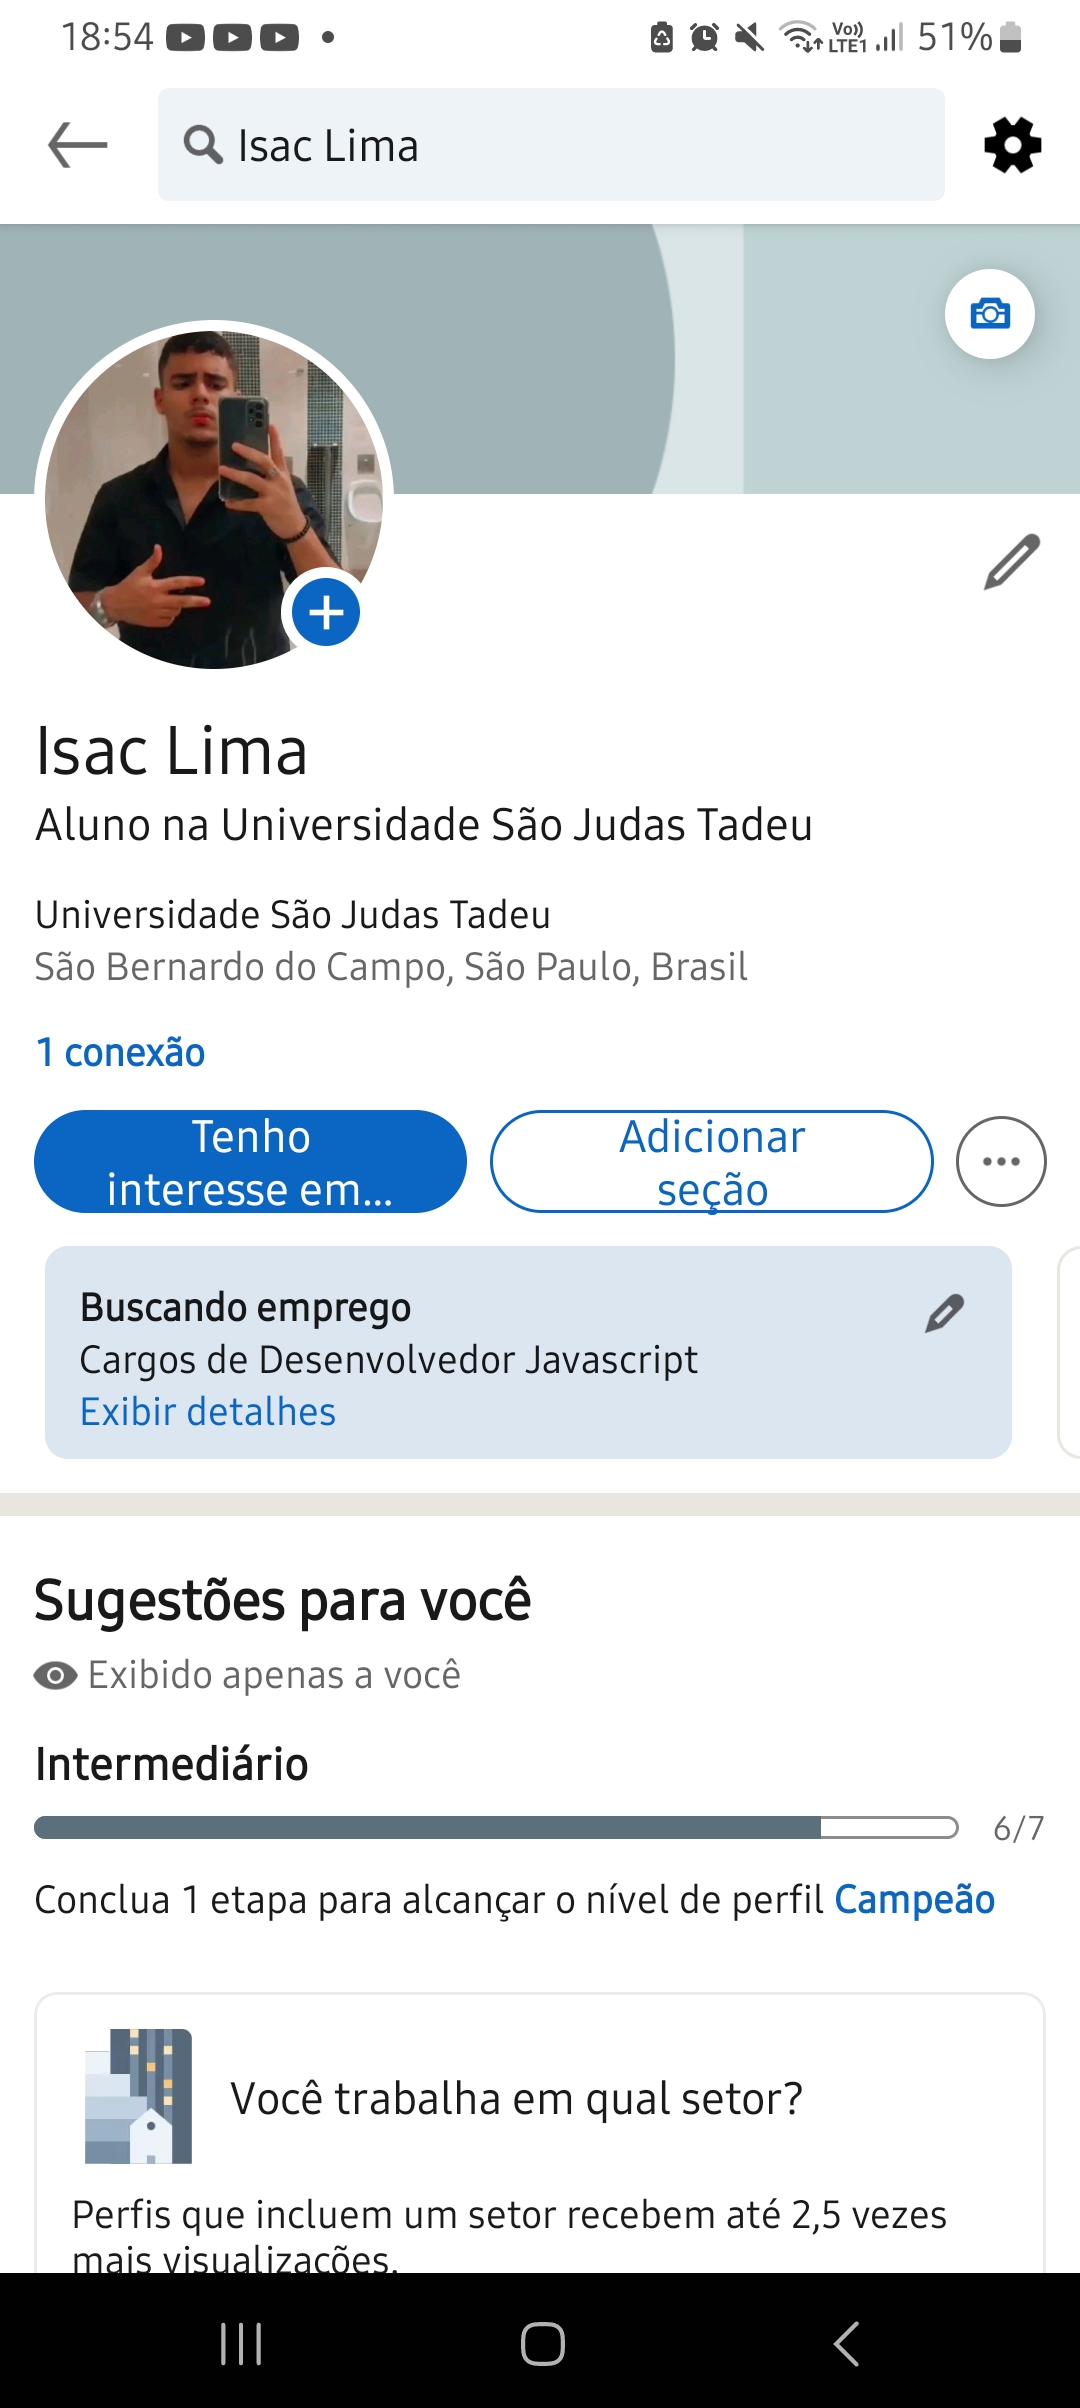 18:54
Vo))
LTE1
51%
Isac Lima
Isac Lima
Aluno na Universidade São Judas Tadeu
Universidade São Judas Tadeu
São Bernardo do Campo, São Paulo, Brasil
1 conexão
Tenho
interesse em...
Adicionar
seção
Buscando emprego
Cargos de Desenvolvedor Javascript
Exibir detalhes
Sugestões para você
Exibido apenas a você
Intermediário
6/7
Conclua 1 etapa para alcançar o nível de perfil Campeão
Você trabalha em qual setor?
Perfis que incluem um setor recebem até 2,5 vezes
mais visualizações.